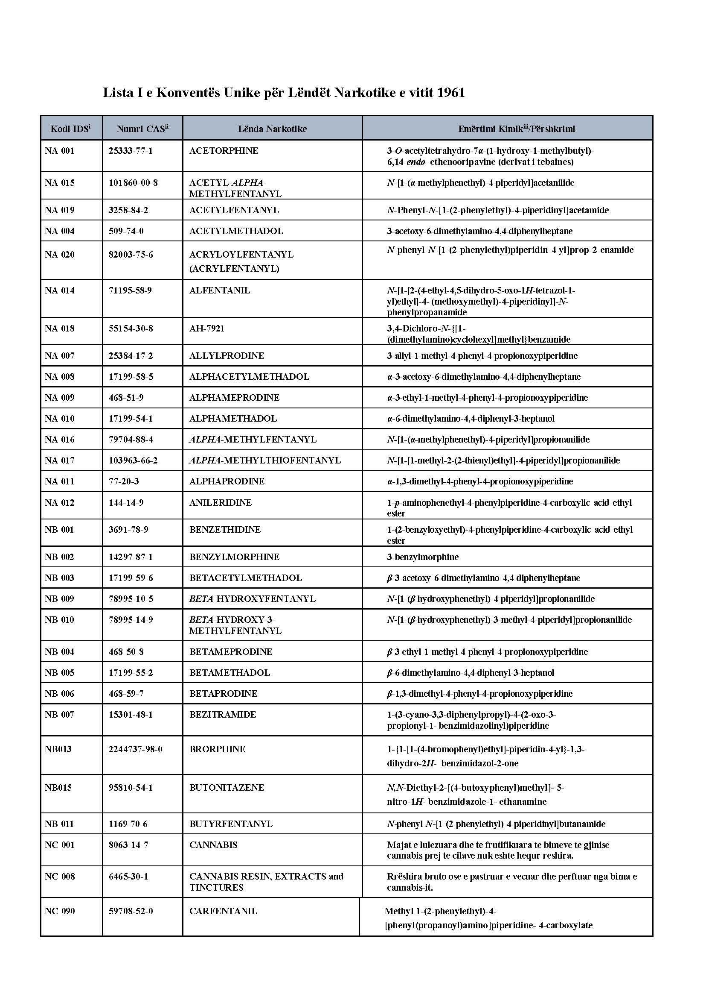 Lista I e Konventës Unike për Lëndët Narkotike e vitit 1961
Kodi IDSi Numri CASii Lënda Narkotike Emërtimi Kimikiii/Përshkrimi
NA 001 25333-77-1 ACETORPHINE 3-O-acetyltetrahydro-7α-(1-hydroxy-1-methylbutyl)-
6,14-endo- ethenooripavine (derivat i tebaines)
NA 015 101860-00-8 ACETYL-ALPHA- N-[1-(α-methylphenethyl)-4-piperidyl]acetanilide
METHYLFENTANYL
NA 019 3258-84-2 ACETYLFENTANYL N-Phenyl-N-[1-(2-phenylethyl)-4-piperidinyl]acetamide
NA 004 509-74-0 ACETYLMETHADOL 3-acetoxy-6-dimethylamino-4,4-diphenylheptane
NA 020 82003-75-6 ACRYLOYLFENTANYL N-phenyl-N-[1-(2-phenylethyl)piperidin-4-yl]prop-2-enamide
(ACRYLFENTANYL)
NA 014 71195-58-9 ALFENTANIL N-[1-[2-(4-ethyl-4,5-dihydro-5-oxo-1H-tetrazol-1-
yl)ethyl]-4- (methoxymethyl)-4-piperidinyl]-N-
phenylpropanamide
NA 018 55154-30-8 AH-7921 3,4-Dichloro-N-{[1-
(dimethylamino)cyclohexyl]methyl}benzamide
NA 007 25384-17-2 ALLYLPRODINE 3-allyl-1-methyl-4-phenyl-4-propionoxypiperidine
NA 008 17199-58-5 ALPHACETYLMETHADOL α-3-acetoxy-6-dimethylamino-4,4-diphenylheptane
NA 009 468-51-9 ALPHAMEPRODINE α-3-ethyl-1-methyl-4-phenyl-4-propionoxypiperidine
NA 010 17199-54-1 ALPHAMETHADOL α-6-dimethylamino-4,4-diphenyl-3-heptanol
NA 016 79704-88-4 ALPHA-METHYLFENTANYL N-[1-(α-methylphenethyl)-4-piperidyl]propionanilide
NA 017 103963-66-2 ALPHA-METHYLTHIOFENTANYL N-[1-[1-methyl-2-(2-thienyl)ethyl]-4-piperidyl]propionanilide
NA 011 77-20-3 ALPHAPRODINE α-1,3-dimethyl-4-phenyl-4-propionoxypiperidine
NA 012 144-14-9 ANILERIDINE 1-p-aminophenethyl-4-phenylpiperidine-4-carboxylic acid ethyl
ester
NB 001 3691-78-9 BENZETHIDINE 1-(2-benzyloxyethyl)-4-phenylpiperidine-4-carboxylic acid ethyl
ester
NB 002 14297-87-1 BENZYLMORPHINE 3-benzylmorphine
NB 003 17199-59-6 BETACETYLMETHADOL β-3-acetoxy-6-dimethylamino-4,4-diphenylheptane
NB 009 78995-10-5 BETA-HYDROXYFENTANYL N-[1-(β-hydroxyphenethyl)-4-piperidyl]propionanilide
NB 010 78995-14-9 BETA-HYDROXY-3- N-[1-(β-hydroxyphenethyl)-3-methyl-4-piperidyl]propionanilide
METHYLFENTANYL
NB 004 468-50-8 BETAMEPRODINE β-3-ethyl-1-methyl-4-phenyl-4-propionoxypiperidine
NB 005 17199-55-2 BETAMETHADOL β-6-dimethylamino-4,4-diphenyl-3-heptanol
NB 006 468-59-7 BETAPRODINE β-1,3-dimethyl-4-phenyl-4-propionoxypiperidine
NB 007 15301-48-1 BEZITRAMIDE 1-(3-cyano-3,3-diphenylpropyl)-4-(2-oxo-3-
propionyl-1- benzimidazolinyl)piperidine
NB013 2244737-98-0 BRORPHINE 1-{1-[1-(4-bromophenyl)ethyl]-piperidin-4-yl}-1,3-
dihydro-2H- benzimidazol-2-one
NB015 95810-54-1 BUTONITAZENE N,N-Diethyl-2-[(4-butoxyphenyl)methyl]- 5-
nitro-1H- benzimidazole-1- ethanamine
NB 011 1169-70-6 BUTYRFENTANYL N-phenyl-N-[1-(2-phenylethyl)-4-piperidinyl]butanamide
NC 001 8063-14-7 CANNABIS Majat e lulezuara dhe te frutifikuara te bimeve te gjinise
cannabis prej te cilave nuk eshte hequr reshira.
NC 008 6465-30-1 CANNABIS RESIN, EXTRACTS and Rrëshira bruto ose e pastruar e vecuar dhe perftuar nga bima e
TINCTURES cannabis-it.
NC 090 59708-52-0 CARFENTANIL Methyl 1-(2-phenylethyl)-4-
[phenyl(propanoyl)amino]piperidine- 4-carboxylate